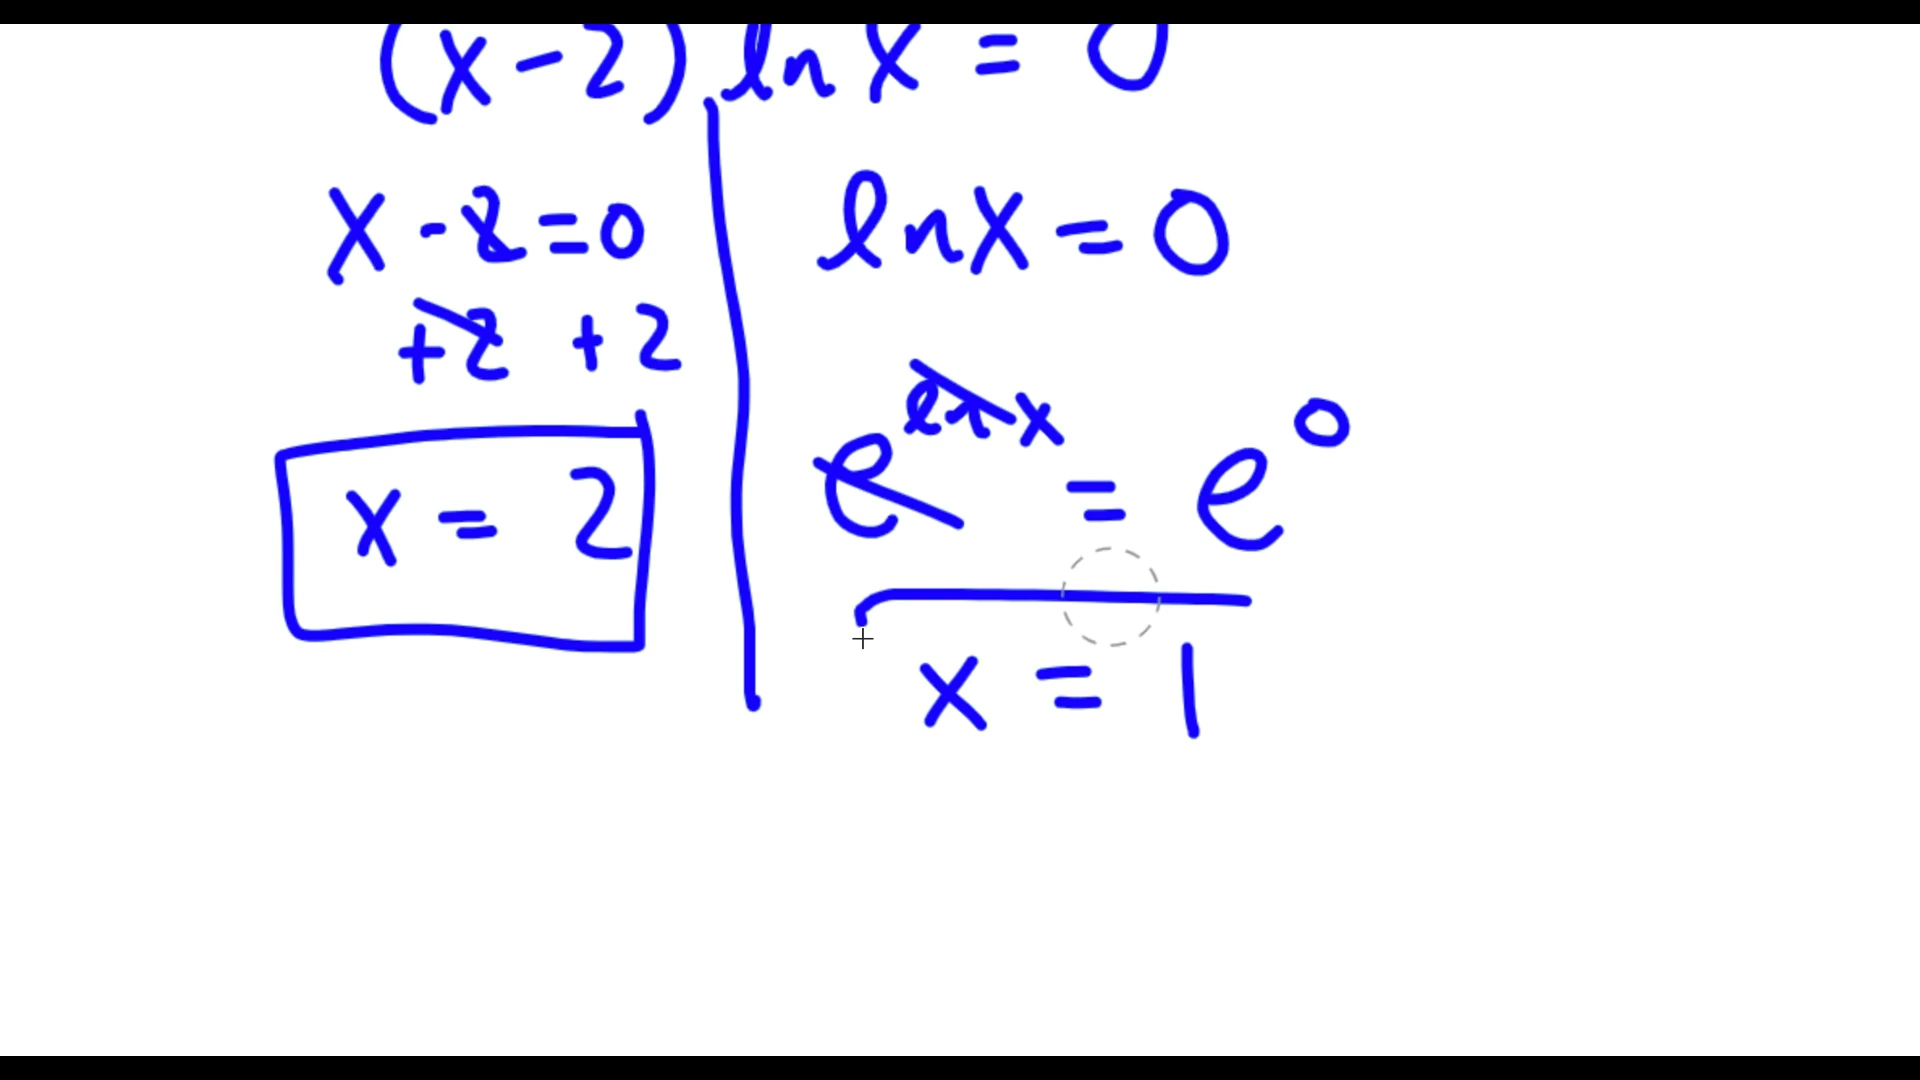 (x - 2) ln x = 0
x - 2 = 0
+ 2 + 2
x = 2
ln x = 0
e^{ln x} = e^0
x = 1